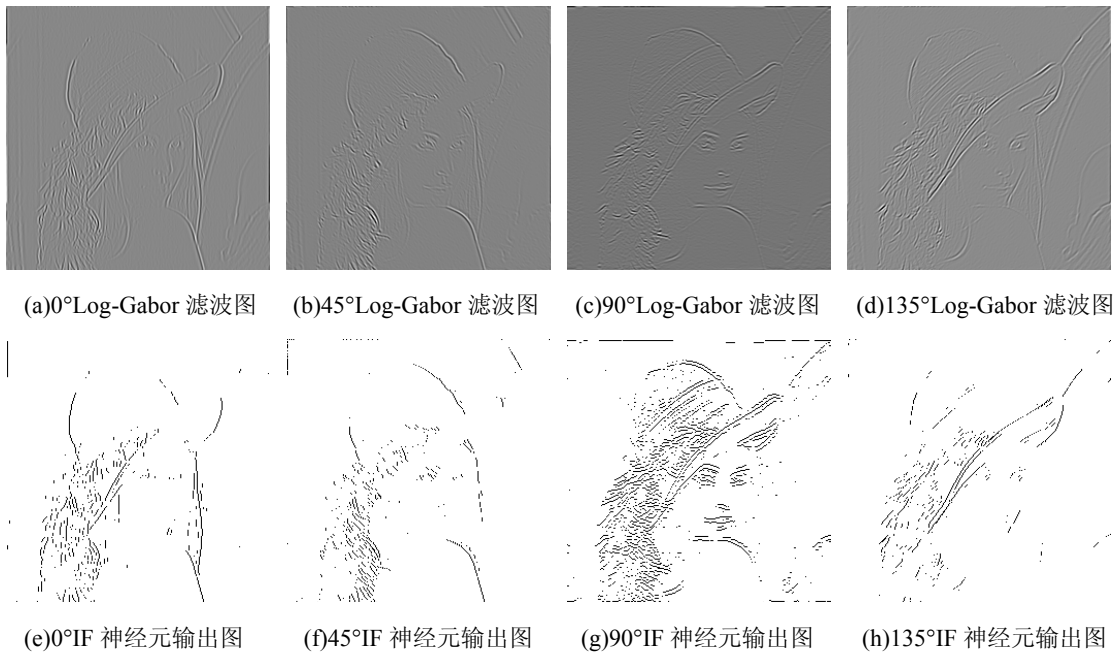 (a)0°Log-Gabor 滤波图
(b)45°Log-Gabor 滤波图
(c)90°Log-Gabor 滤波图
(d)135°Log-Gabor 滤波图
(e)0°IF 神经元输出图
(f)45°IF 神经元输出图
(g)90°IF 神经元输出图
(h)135°IF 神经元输出图